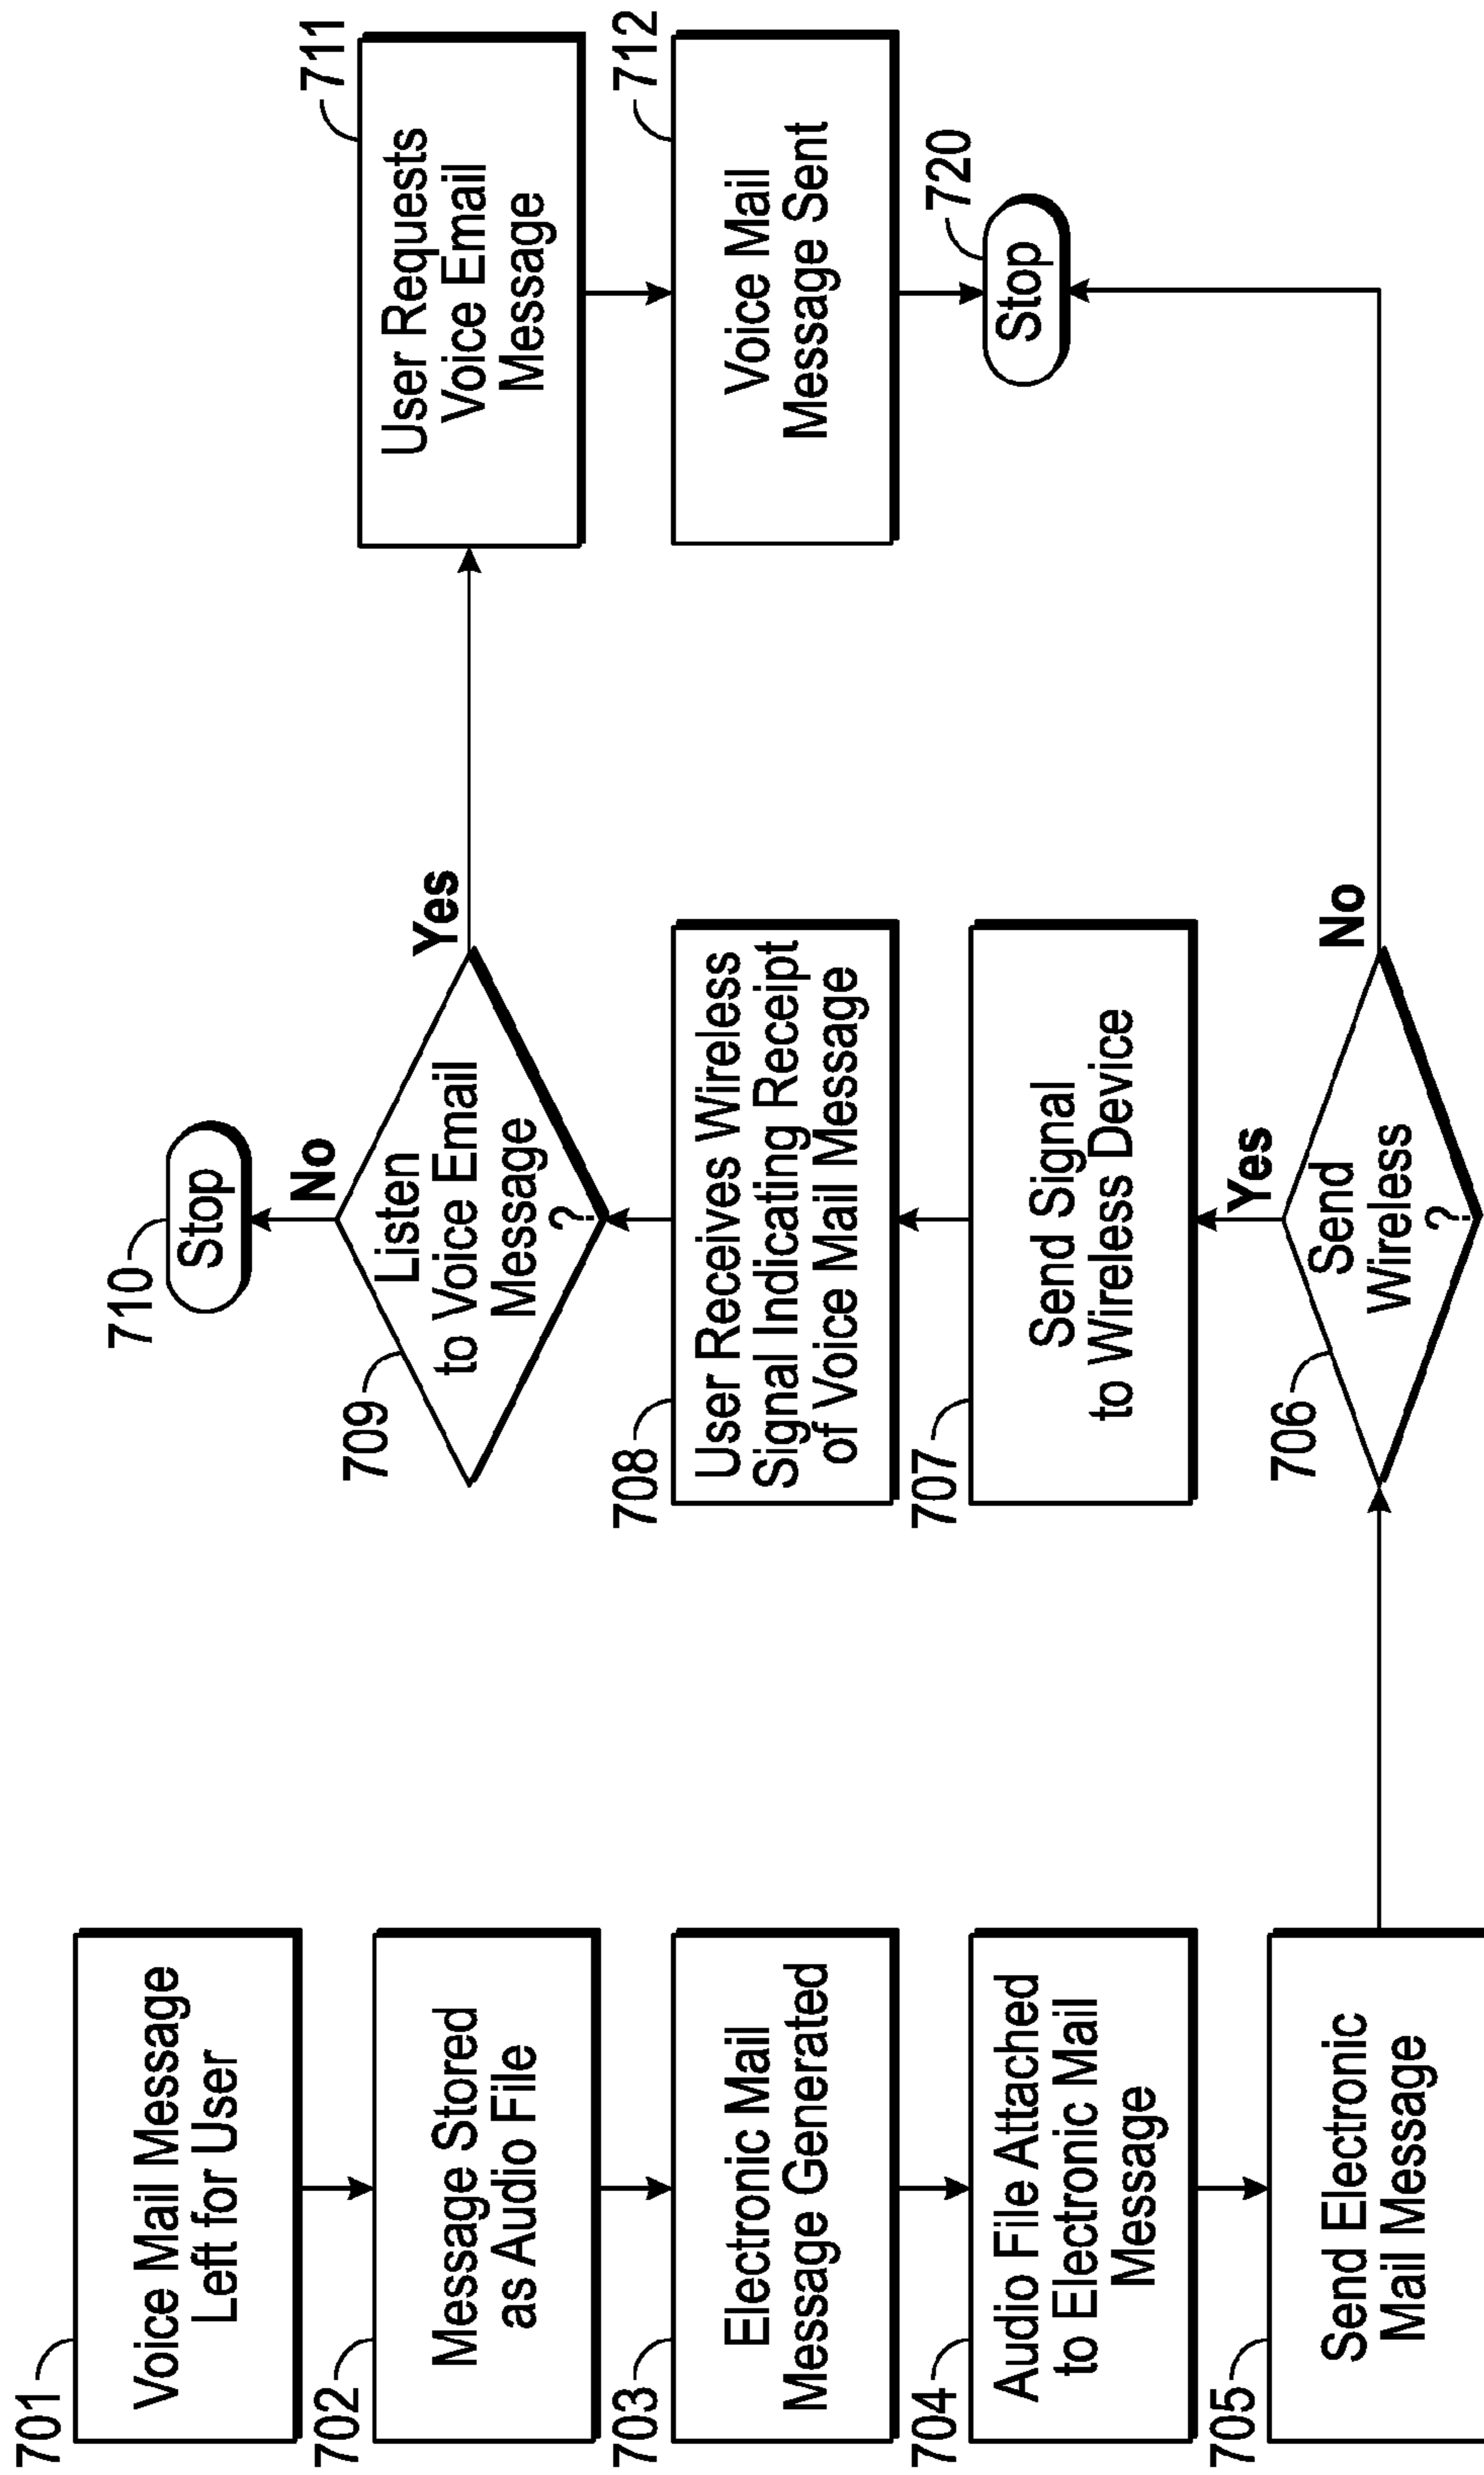 701
Voice Mail Message
Left for User
702
Message Stored
as Audio File
703
Electronic Mail
Message Generated
704
Audio File Attached
to Electronic Mail
Message
705
Send Electronic
Mail Message
706
Send
Wireless
?
Yes
No
707
Send Signal
to Wireless Device
708
User Receives Wireless
Signal Indicating Receipt
of Voice Mail Message
709
Listen
to Voice Email
Message
?
No
Yes
710
Stop
711
User Requests
Voice Email
Message
712
Voice Mail
Message Sent
720
Stop